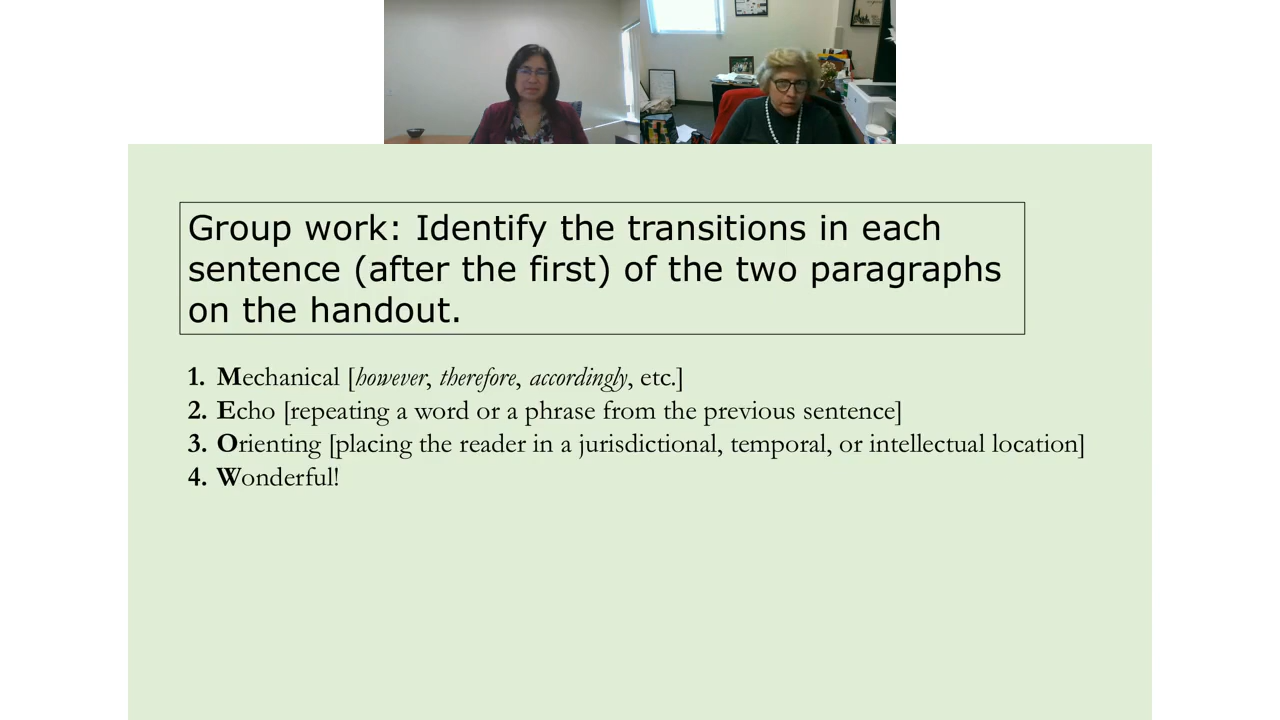 Group work: Identify the transitions in each
sentence (after the first) of the two paragraphs
on the handout.
1. Mechanical [however, therefore, accordingly, etc.]
2. Echo [repeating a word or a phrase from the previous sentence]
3. Orienting [placing the reader in a jurisdictional, temporal, or intellectual location]
4. Wonderful!